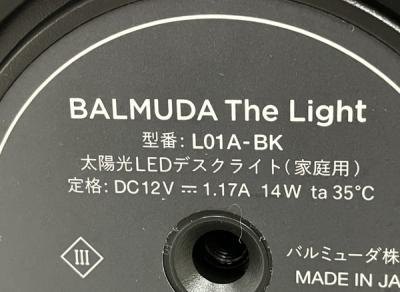 BALMUDA The Light
型番: L01A-BK
太陽光LEDデスクライト(家庭用)
定格: DC12V ⎓ 1.17A 14W ta 35℃
III
バルミューダ株
MADE IN JA